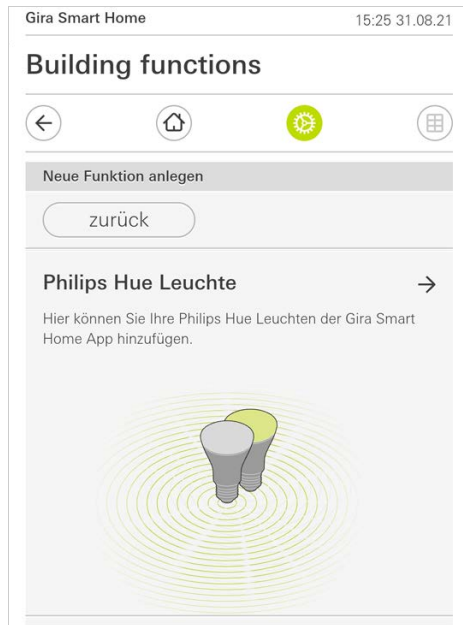 Gira Smart Home
15:25 31.08.21
Building functions
Neue Funktion anlegen
zurück
Philips Hue Leuchte
Hier können Sie Ihre Philips Hue Leuchten der Gira Smart
Home App hinzufügen.